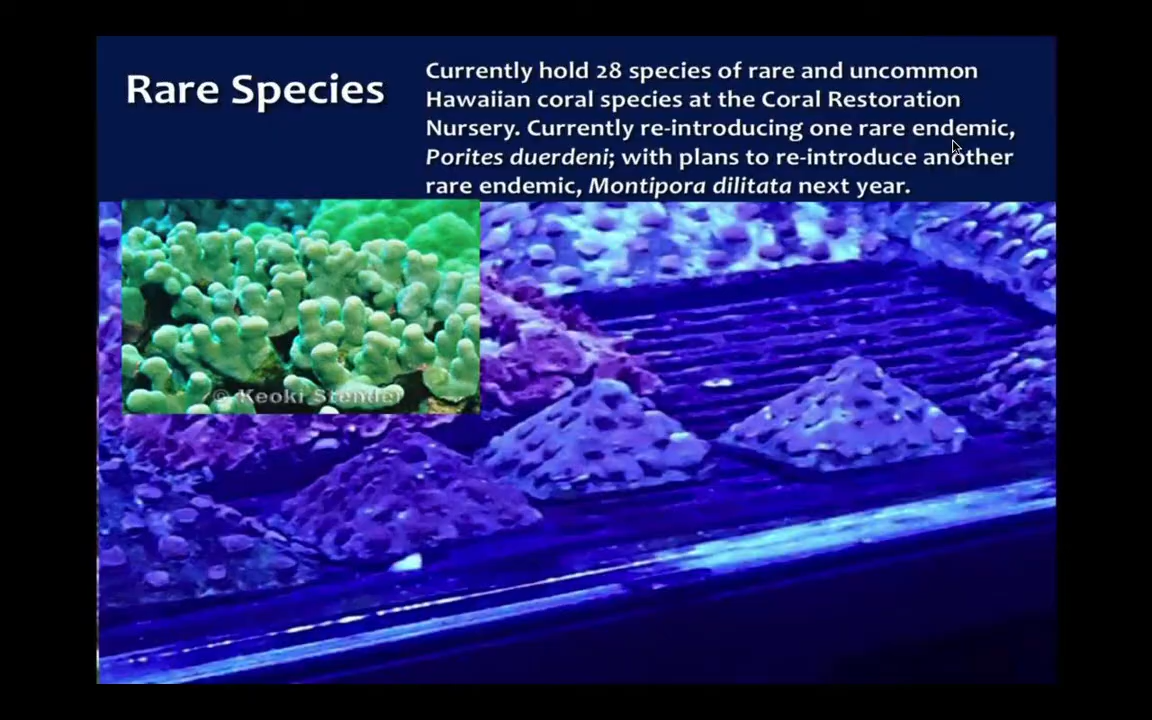 Rare Species
Currently hold 28 species of rare and uncommon
Hawaiian coral species at the Coral Restoration
Nursery. Currently re-introducing one rare endemic,
Porites duerdeni; with plans to re-introduce another
rare endemic, Montipora dilitata next year.
© Keoki Stender